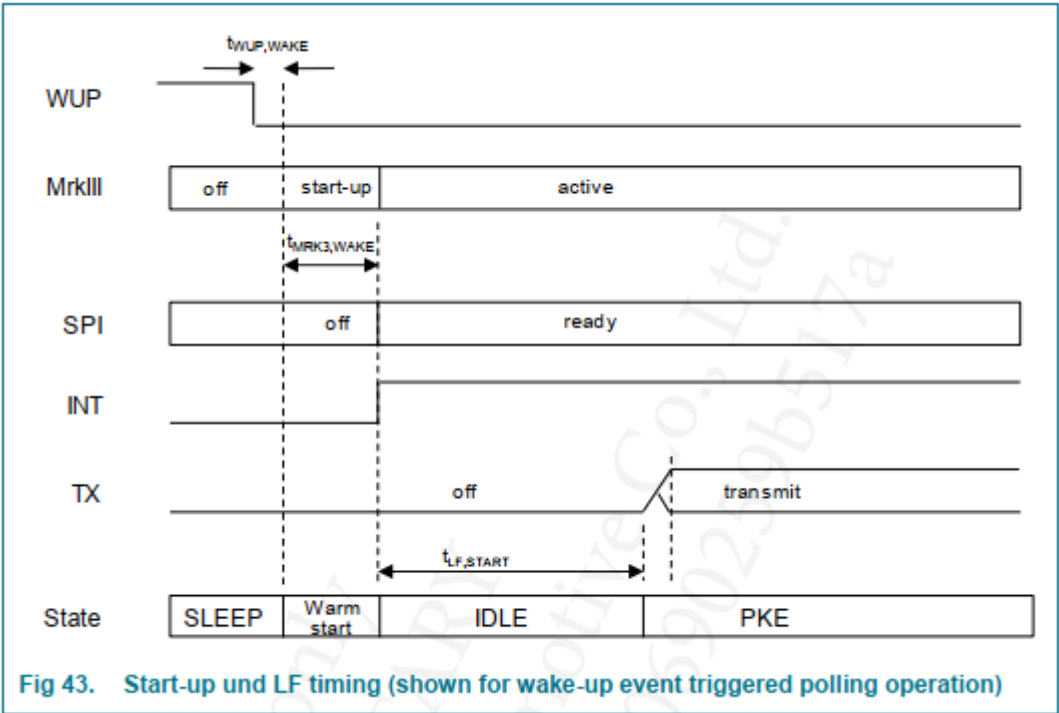 tWUP,WAKE
WUP
MrkIII off start-up active
tMRK3,WAKE
SPI off ready
INT
TX off transmit
tLF,START
State SLEEP Warm start IDLE PKE
Fig 43. Start-up und LF timing (shown for wake-up event triggered polling operation)